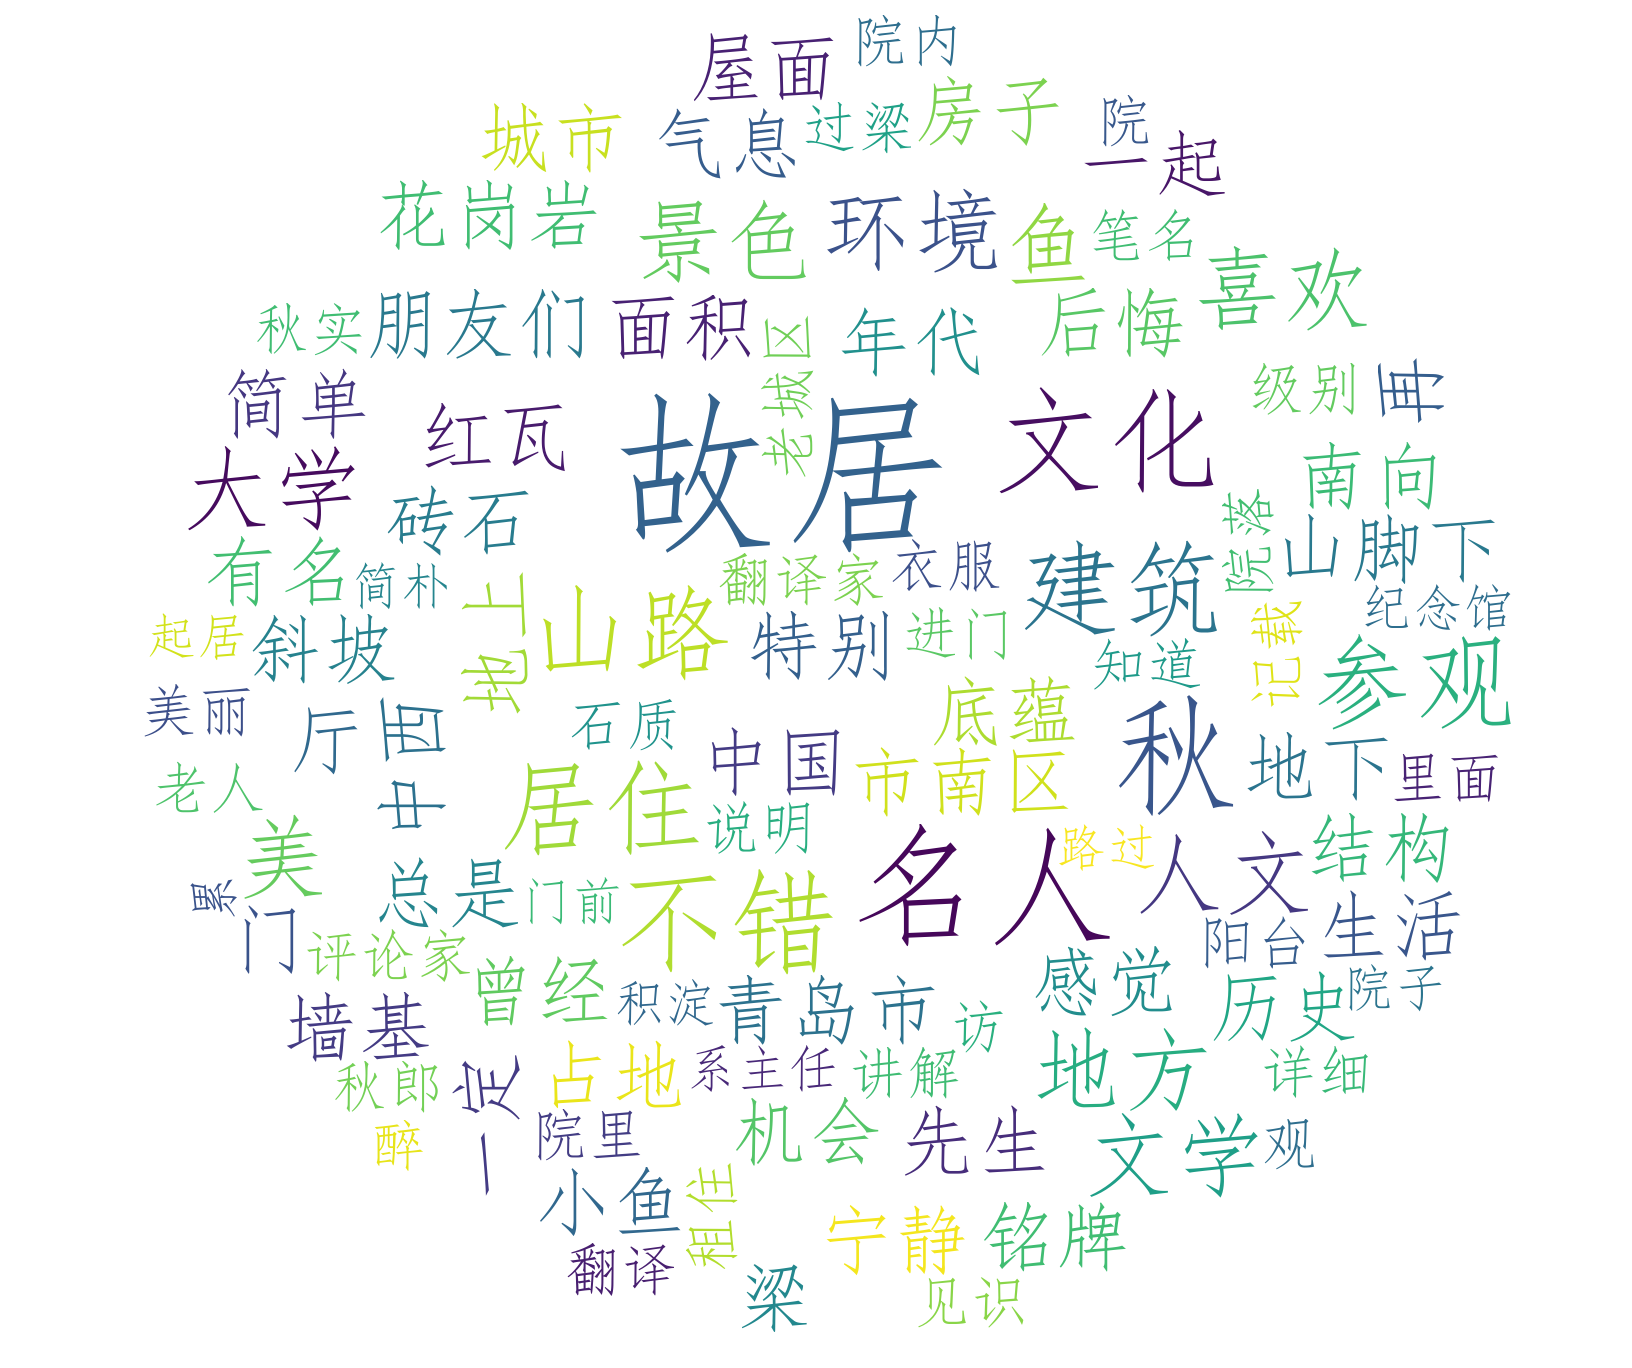 屋面
院内
城市
气息
过梁
房子
院
一起
花岗岩
景色
环境
鱼
笔名
喜欢
秋实
朋友们
面积
老城区
年代
后悔
简单
红瓦
故居
文化
级别
再
大学
砖石
南向
有名
简朴
地上
山路
翻译家
衣服
建筑
院落
山脚下
起居
斜坡
特别
进门
知道
记载
纪念馆
参观
美丽
厅
中西
石质
中国
底蕴
市南区
秋
地下
里面
老人
美
居住
说明
名人
路过
人文
结构
累
门
总是
门前
不错
阳台
生活
评论家
曾经
积淀
青岛市
访
感觉
历史
院子
墙基
秋郎
一定
占地
系主任
讲解
地方
详细
醉
院里
机会
先生
文学
观
小鱼
租住
宁静
铭牌
翻译
梁
见识